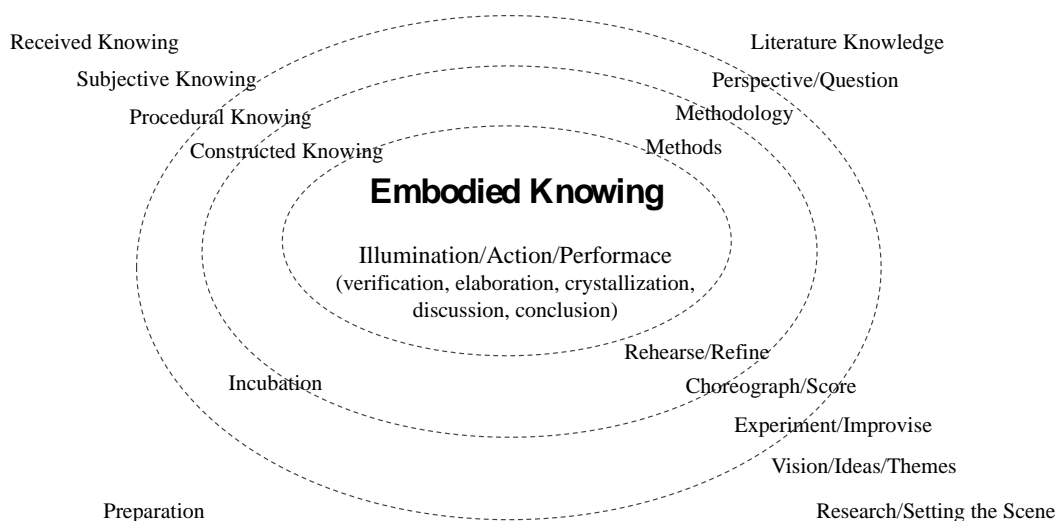 Received Knowing
Literature Knowledge
Subjective Knowing
Perspective/Question
Procedural Knowing
Methodology
Constructed Knowing
Methods
Embodied Knowing
Illumination/Action/Performace
(verification, elaboration, crystallization,
discussion, conclusion)
Rehearse/Refine
Incubation
Choreograph/Score
Experiment/Improvise
Vision/Ideas/Themes
Preparation
Research/Setting the Scene